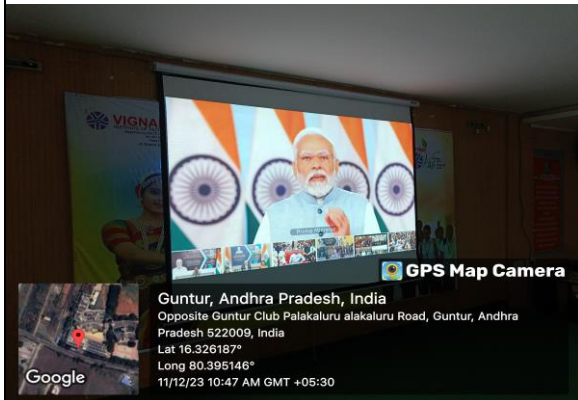 VIGNAN
GPS Map Camera
Guntur, Andhra Pradesh, India
Opposite Guntur Club Palakaluru alakaluru Road, Guntur, Andhra
Pradesh 522009, India
Lat 16.326187°
Long 80.395146°
11/12/23 10:47 AM GMT +05:30
Google